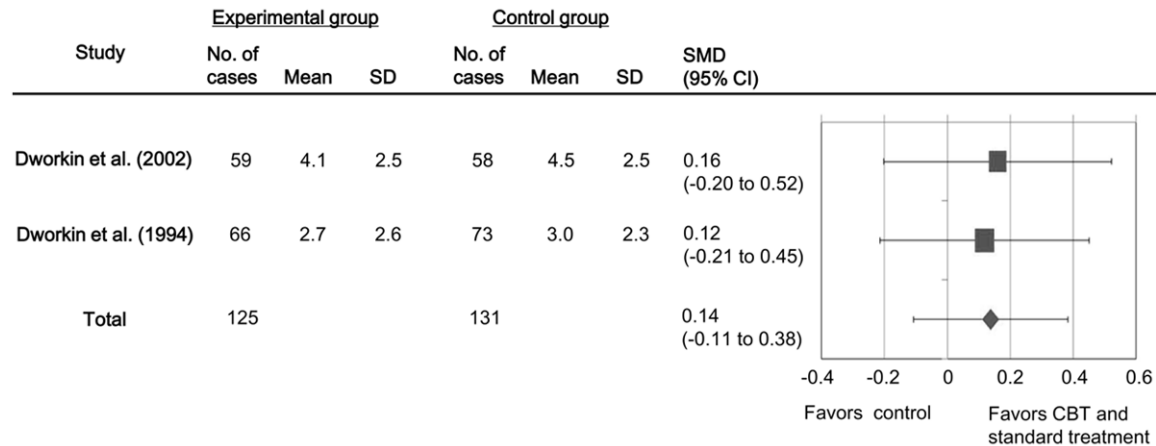 Experimental group Control group
Study No. of cases Mean SD No. of cases Mean SD SMD (95% CI)
Dworkin et al. (2002) 59 4.1 2.5 58 4.5 2.5 0.16
(-0.20 to 0.52)
Dworkin et al. (1994) 66 2.7 2.6 73 3.0 2.3 0.12
(-0.21 to 0.45)
Total 125 131 0.14
(-0.11 to 0.38)
-0.4 -0.2 0 0.2 0.4 0.6
Favors control Favors CBT and
standard treatment